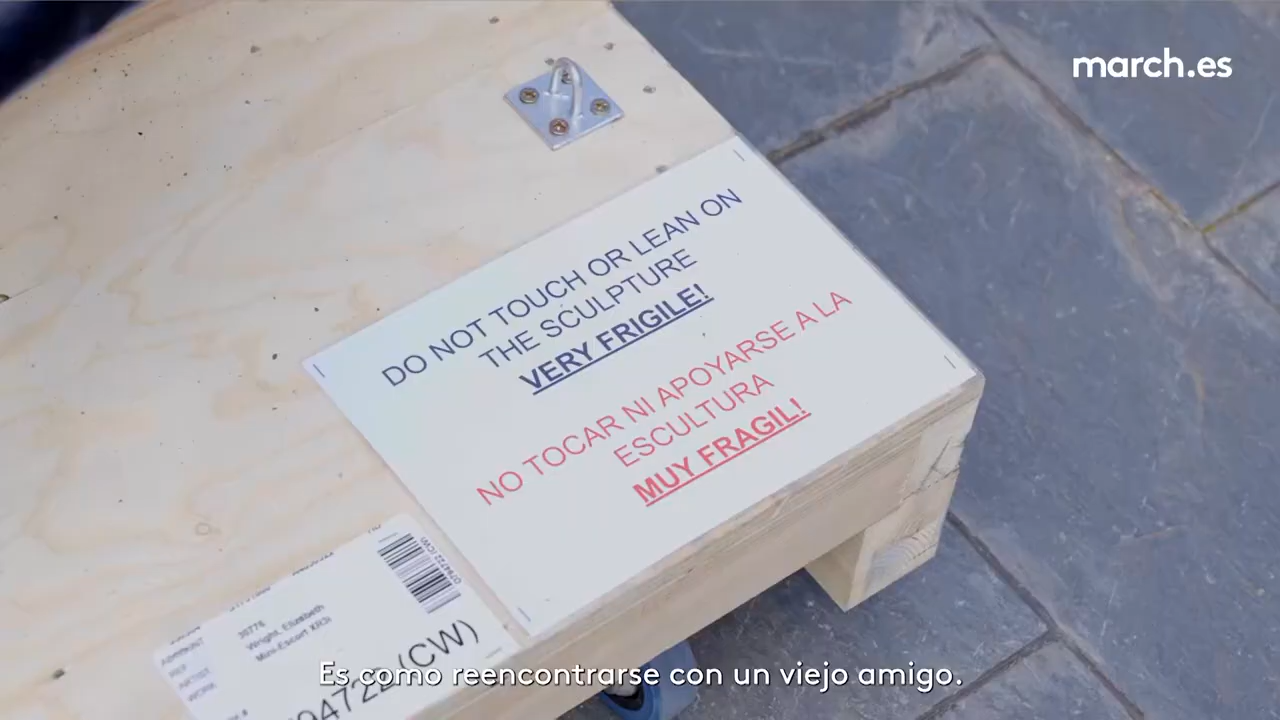 march.es
DO NOT TOUCH OR LEAN ON
THE SCULPTURE
VERY FRIGILE!
NO TOCAR NI APOYARSE A LA
ESCULTURA
MUY FRAGIL!
30776
Wright, Elizabeth
Mini-Escort XR3i
(CW)
Es como reencontrarse con un viejo amigo.